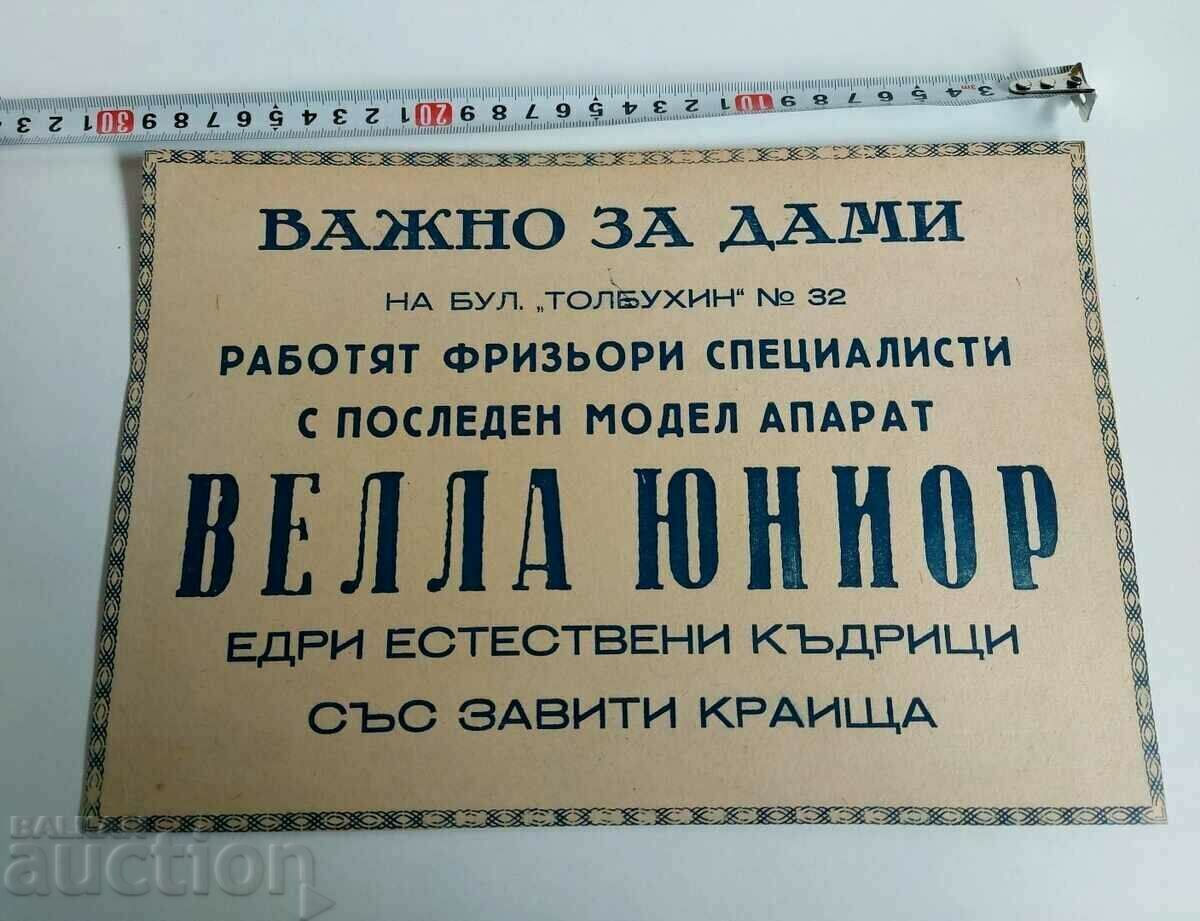 ВАЖНО ЗА ДАМИ
НА БУЛ. „ТОЛБУХИН“ № 32
РАБОТЯТ ФРИЗЬОРИ СПЕЦИАЛИСТИ
С ПОСЛЕДЕН МОДЕЛ АПАРАТ
ВЕЛЛА ЮНИОР
ЕДРИ ЕСТЕСТВЕНИ КЪДРИЦИ
СЪС ЗАВИТИ КРАИЩА
auction